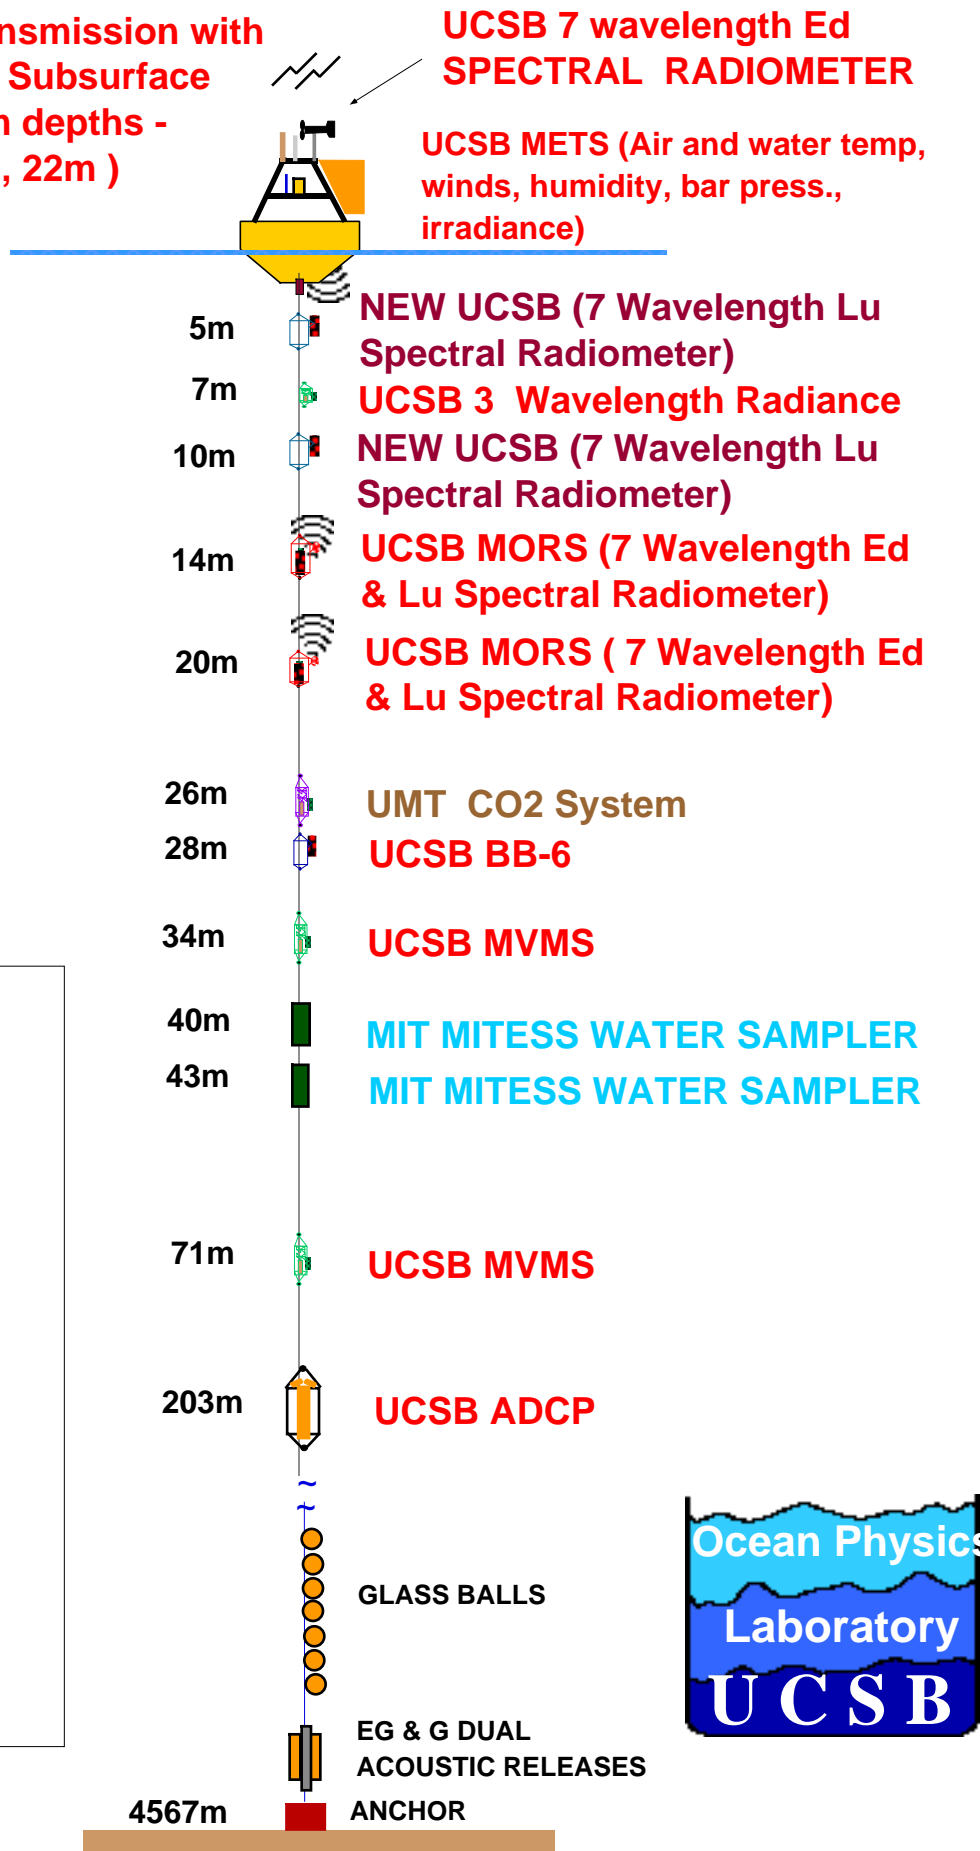 nsmission with
Subsurface
depths -
, 22m )
UCSB 7 wavelength Ed
SPECTRAL RADIOMETER
UCSB METS (Air and water temp,
winds, humidity, bar press.,
irradiance)
5m
NEW UCSB (7 Wavelength Lu
Spectral Radiometer)
7m
UCSB 3 Wavelength Radiance
10m
NEW UCSB (7 Wavelength Lu
Spectral Radiometer)
14m
UCSB MORS (7 Wavelength Ed
& Lu Spectral Radiometer)
20m
UCSB MORS ( 7 Wavelength Ed
& Lu Spectral Radiometer)
26m
UMT CO2 System
28m
UCSB BB-6
34m
UCSB MVMS
40m
MIT MITESS WATER SAMPLER
43m
MIT MITESS WATER SAMPLER
71m
UCSB MVMS
203m
UCSB ADCP
~
~
GLASS BALLS
EG & G DUAL
ACOUSTIC RELEASES
4567m
ANCHOR
Ocean Physics
Laboratory
U C S B